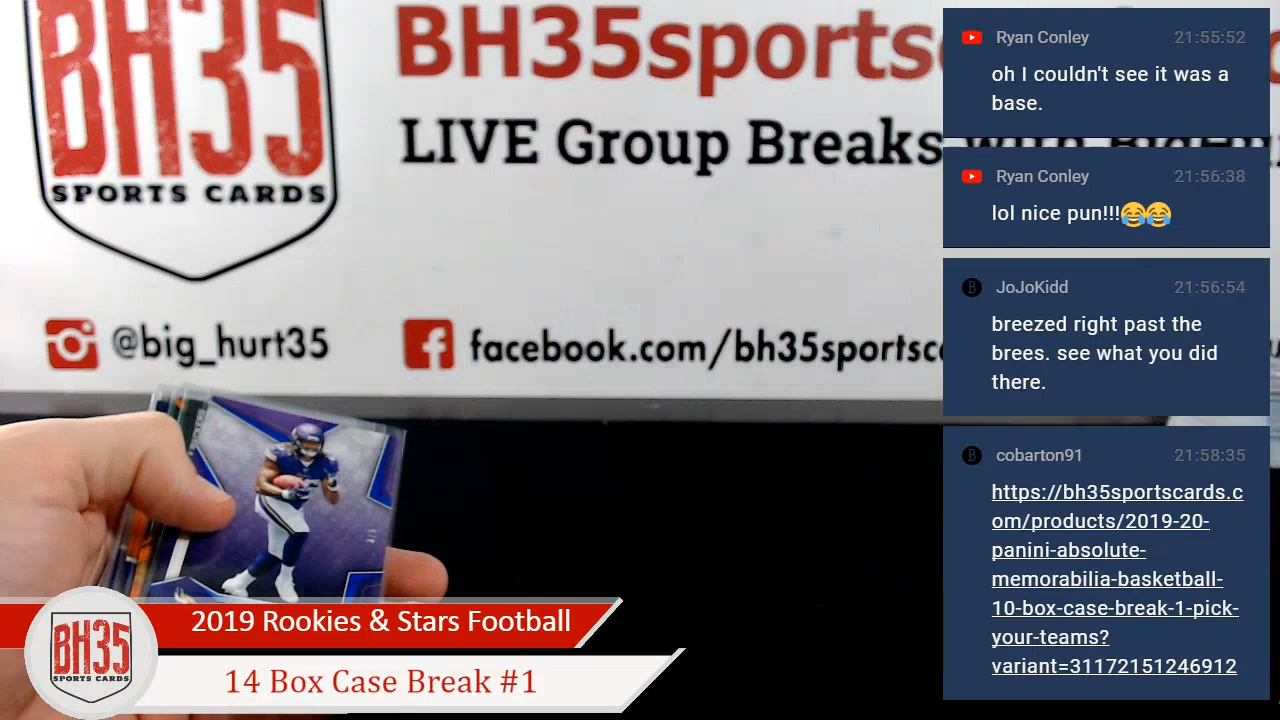 BH35
SPORTS CARDS
BH35sports
LIVE Group Breaks with
@big_hurt35
facebook.com/bh35sportsc
Ryan Conley 21:55:52
oh I couldn't see it was a
base.
Ryan Conley 21:56:38
lol nice pun!!!😂😂
JoJoKidd 21:56:54
breezed right past the
brees. see what you did
there.
cobarton91 21:58:35
https://bh35sportscards.c
om/products/2019-20-
panini-absolute-
memorabilia-basketball-
10-box-case-break-1-pick-
your-teams?
variant=31172151246912
2019 Rookies & Stars Football
14 Box Case Break #1
BH35
SPORTS CARDS